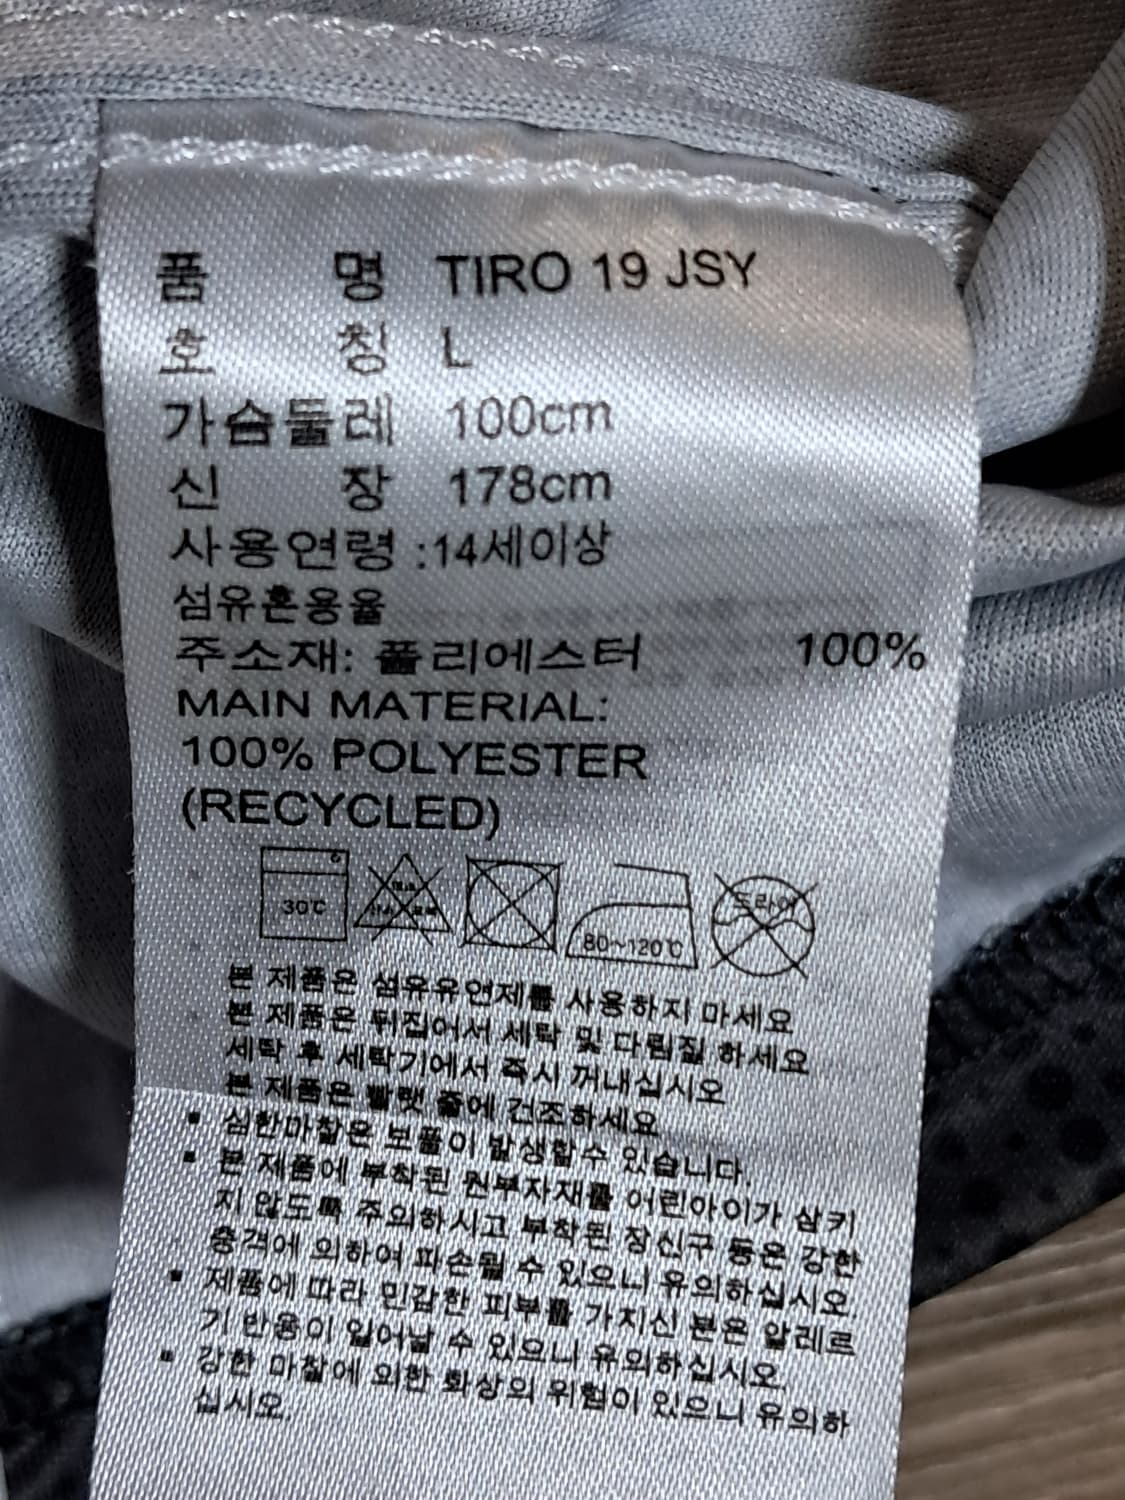 품 명 TIRO 19 JSY
호 칭 L
가슴둘레 100cm
신 장 178cm
사용연령 :14세이상
섬유혼용율
주소재: 폴리에스터 100%
MAIN MATERIAL:
100% POLYESTER
(RECYCLED)
30℃ 80~120℃ 드라이
본 제품은 섬유유연제를 사용하지 마세요
본 제품은 뒤집어서 세탁 및 다림질 하세요
세탁 후 세탁기에서 즉시 꺼내십시오
본 제품은 빨랫 줄에 건조하세요
▪ 심한마찰은 보풀이 발생할수 있습니다.
▪ 본 제품에 부착된 원부자재를 어린아이가 삼키
지 않도록 주의하시고 부착된 장신구 등은 강한
충격에 의하여 파손될 수 있으니 유의하십시오.
▪ 제품에 따라 민감한 피부를 가지신 분은 알레르
기 반응이 일어날 수 있으니 유의하십시오.
▪ 강한 마찰에 의한 화상의 위험이 있으니 유의하
십시오.